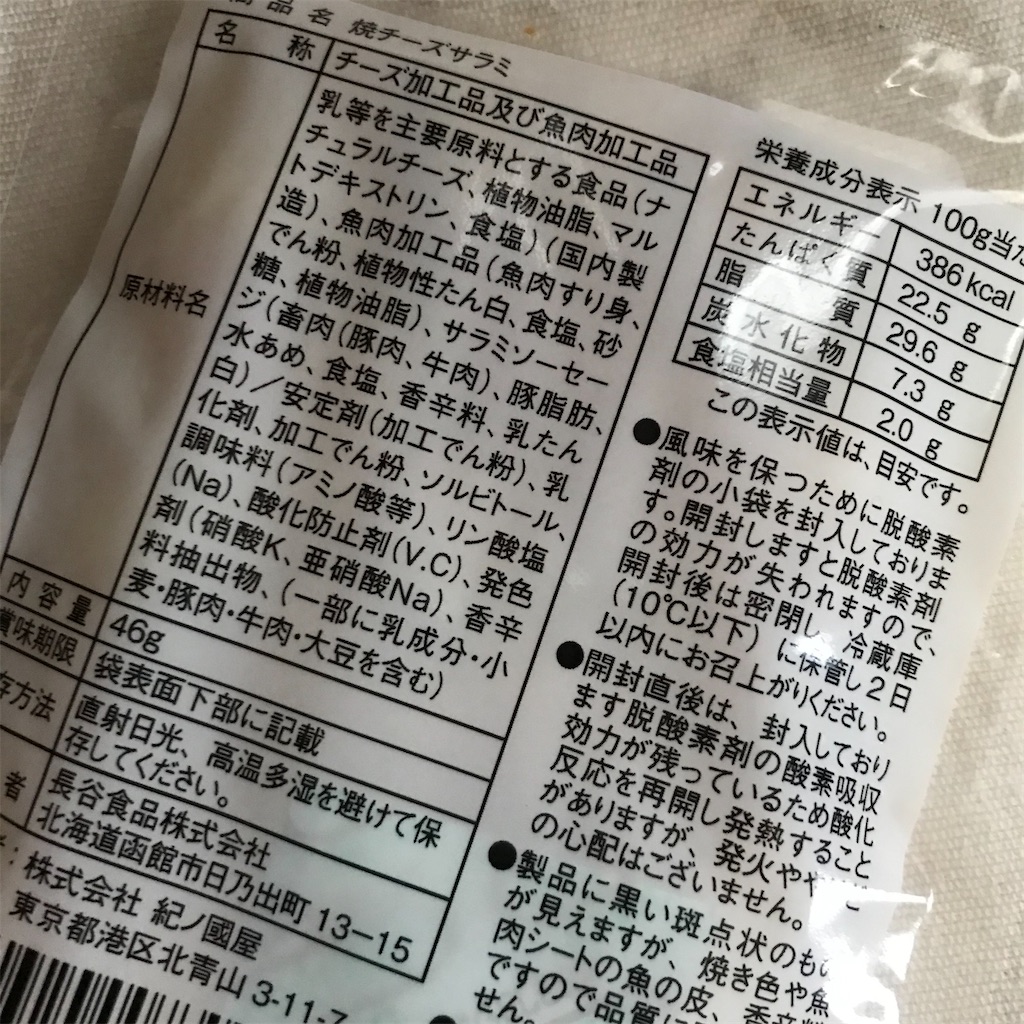 商品名 焼チーズサラミ
名称 チーズ加工品及び魚肉加工品
原材料名
乳等を主要原料とする食品(ナ
チュラルチーズ、植物油脂、マル
トデキストリン、食塩)(国内製
造)、魚肉加工品(魚肉すり身、
でん粉、植物性たん白、食塩、砂
糖、植物油脂)、サラミソーセー
ジ(畜肉(豚肉、牛肉)、豚脂肪、
水あめ、食塩、香辛料、乳たん
白)/安定剤(加工でん粉)、乳
化剤、加工でん粉、ソルビトール、
調味料(アミノ酸等)、リン酸塩
(Na)、酸化防止剤(V.C)、発色
剤(硝酸K、亜硝酸Na)、香辛
料抽出物、(一部に乳成分・小
麦・豚肉・牛肉・大豆を含む)
内容量 46g
賞味期限 袋表面下部に記載
存方法 直射日光、高温多湿を避けて保
存してください。
者 長谷食品株式会社
北海道函館市日乃出町 13-15
株式会社 紀ノ國屋
東京都港区北青山 3-11-7
栄養成分表示 100g当た
エネルギー 386kcal
たんぱく質 22.5 g
脂質 29.6 g
炭水化物 7.3 g
食塩相当量 2.0 g
この表示値は、目安です。
●風味を保つために脱酸素
剤の小袋を封入しておりま
す。開封しますと脱酸素剤
の効力が失われますので、
開封後は密閉し、冷蔵庫
(10℃以下)に保管し2日
以内にお召上がりください。
●開封直後は、封入しており
ます脱酸素剤の酸素吸収
効力が残っているため酸化
反応を再開し発熱すること
がありますが、発火や
の心配はございません。
●製品に黒い斑点状のもの
が見えますが、焼き色や魚
肉シートの魚の皮、香辛料
ですので品質に
せん。